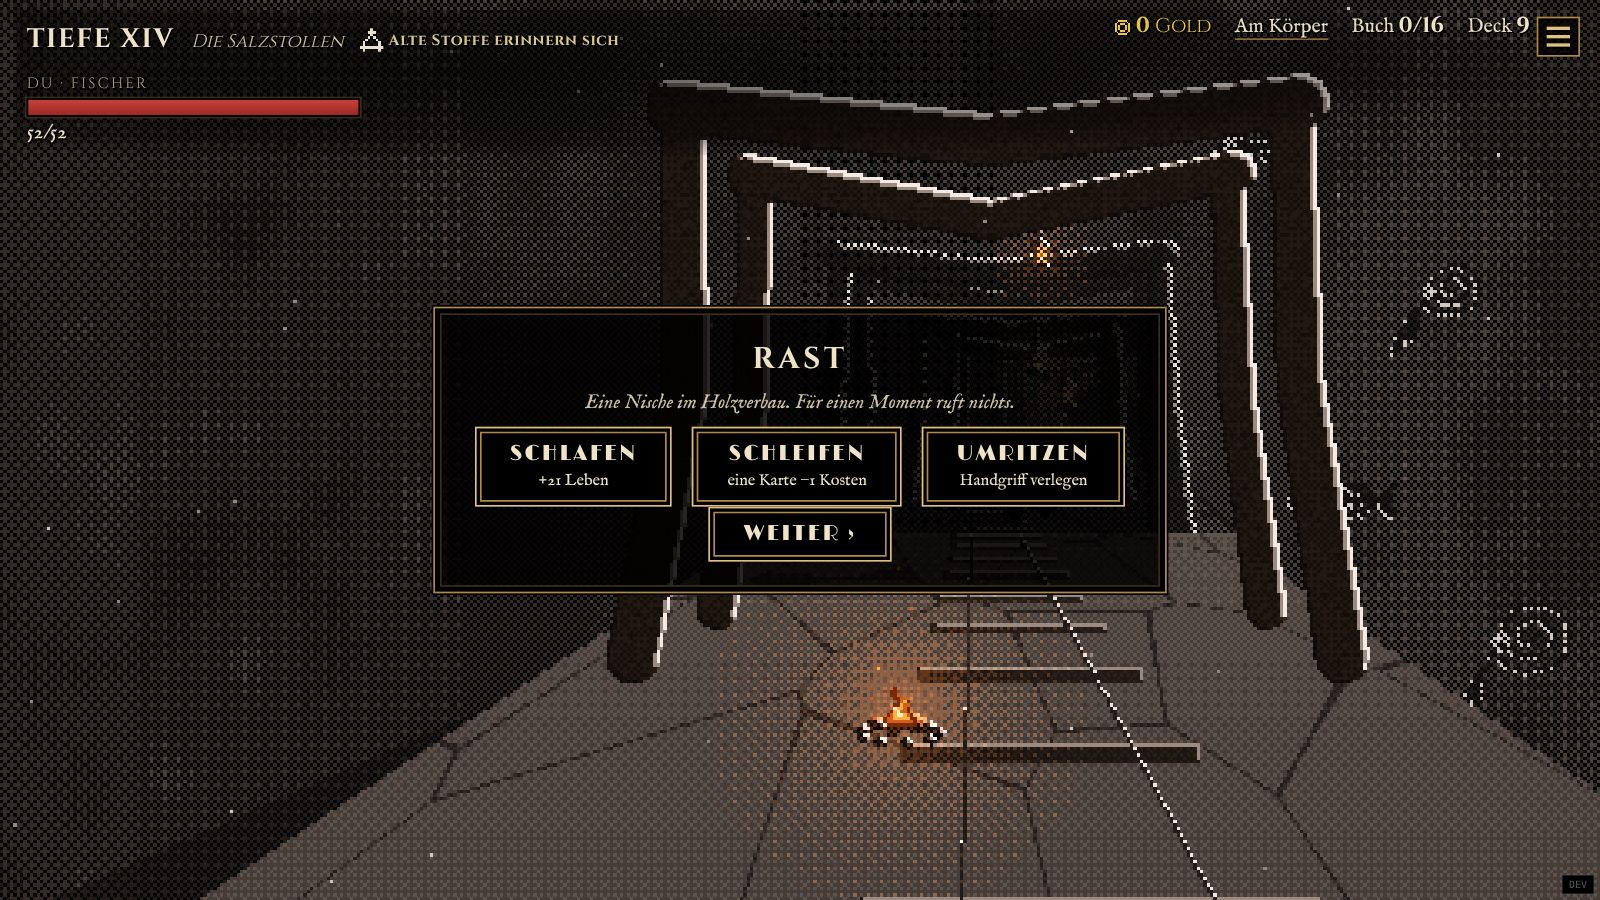 TIEFE XIV Die Salzstollen Alte Stoffe erinnern sich 0 Gold Am Körper Buch 0/16 Deck 9
DU · FISCHER
52/52
RAST
Eine Nische im Holzverbau. Für einen Moment ruft nichts.
SCHLAFEN SCHLEIFEN UMRITZEN
+21 Leben eine Karte −1 Kosten Handgriff verlegen
WEITER ›
DEV